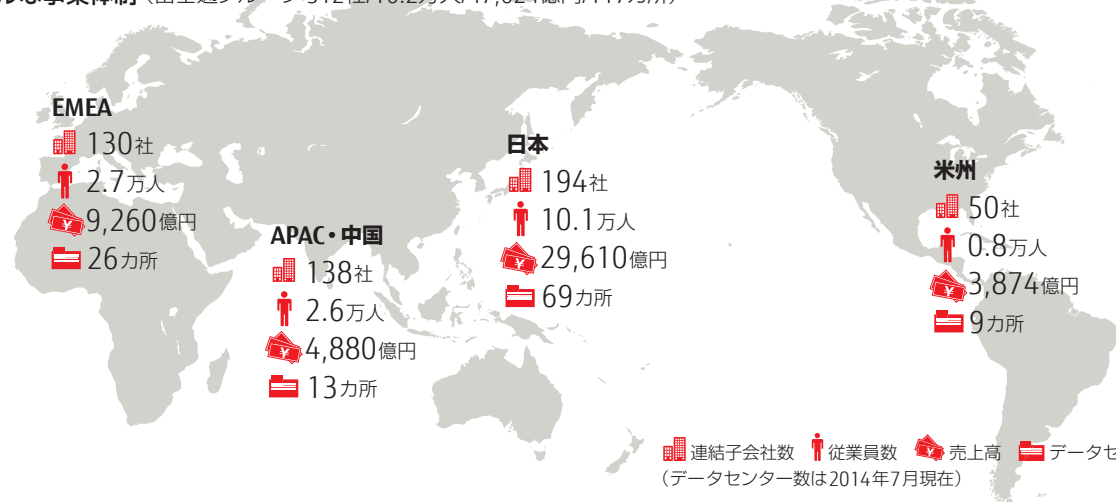 EMEA
130社
2.7万人
9,260億円
26カ所
APAC・中国
138社
2.6万人
4,880億円
13カ所
日本
194社
10.1万人
29,610億円
69カ所
米州
50社
0.8万人
3,874億円
9カ所
連結子会社数 従業員数 売上高 データセ
（データセンター数は2014年7月現在）